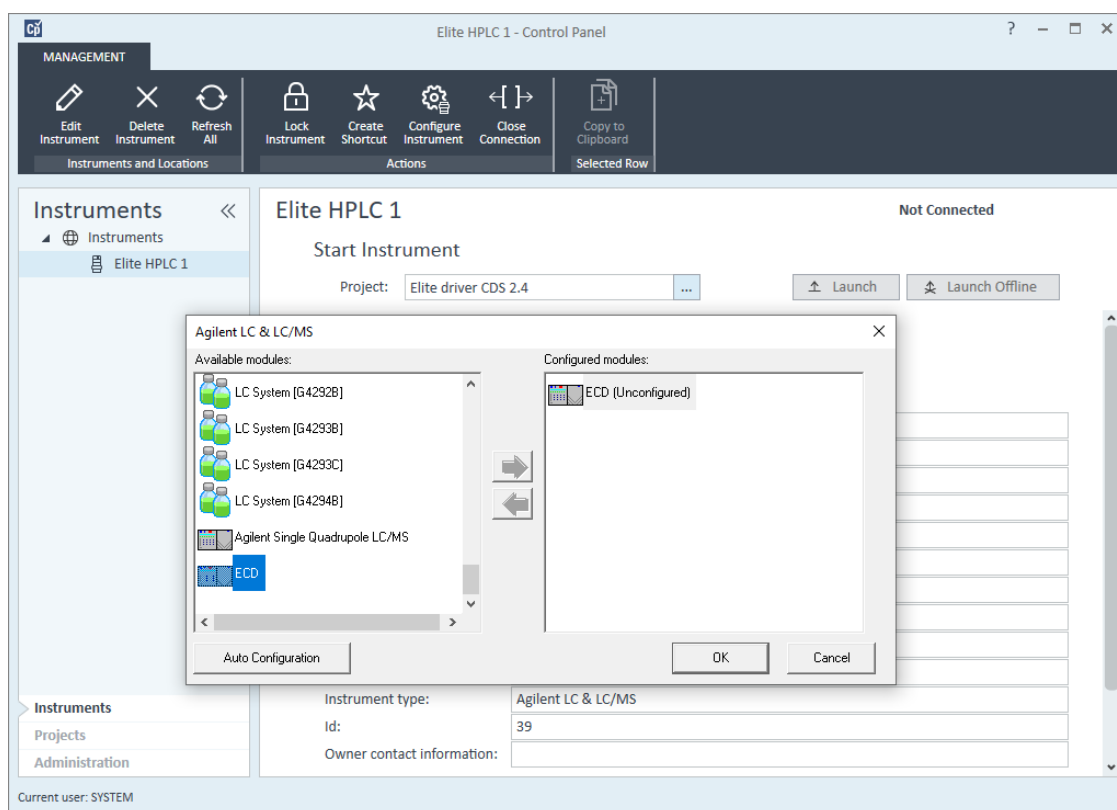 Cp
Elite HPLC 1 - Control Panel
?
MANAGEMENT
Edit Instrument
Delete Instrument
Refresh All
Lock Instrument
Create Shortcut
Configure Instrument
Close Connection
Copy to Clipboard
Instruments and Locations
Actions
Selected Row
Instruments
Instruments
Elite HPLC 1
Elite HPLC 1
Not Connected
Start Instrument
Project:
Elite driver CDS 2.4
...
Launch
Launch Offline
Agilent LC & LC/MS
Available modules:
Configured modules:
LC System [G4292B]
LC System [G4293B]
LC System [G4293C]
LC System [G4294B]
Agilent Single Quadrupole LC/MS
ECD
ECD (Unconfigured)
Auto Configuration
OK
Cancel
Instrument type:
Agilent LC & LC/MS
Id:
39
Owner contact information:
Instruments
Projects
Administration
Current user: SYSTEM